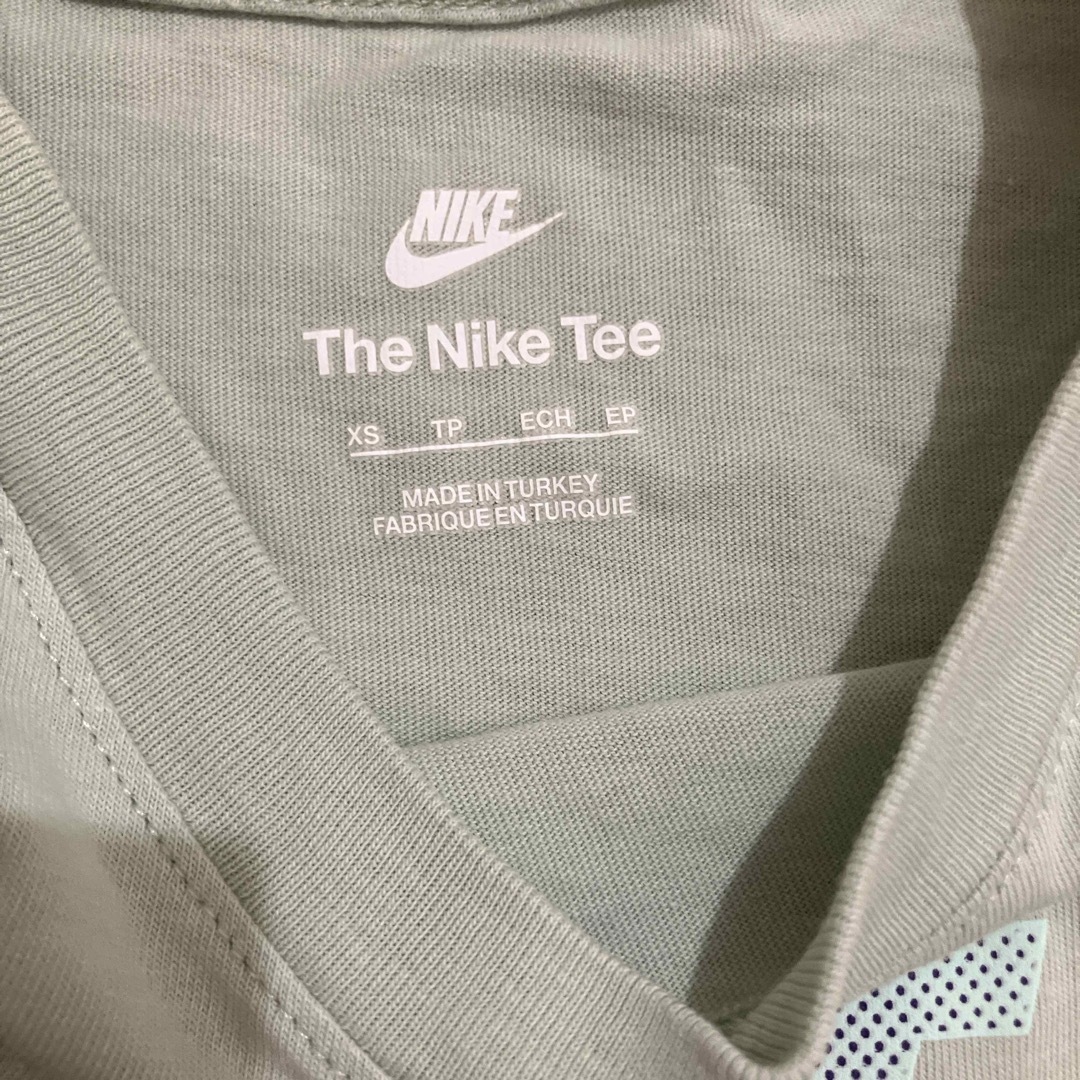 NIKE
The Nike Tee
XS TP ECH EP
MADE IN TURKEY
FABRIQUE EN TURQUIE